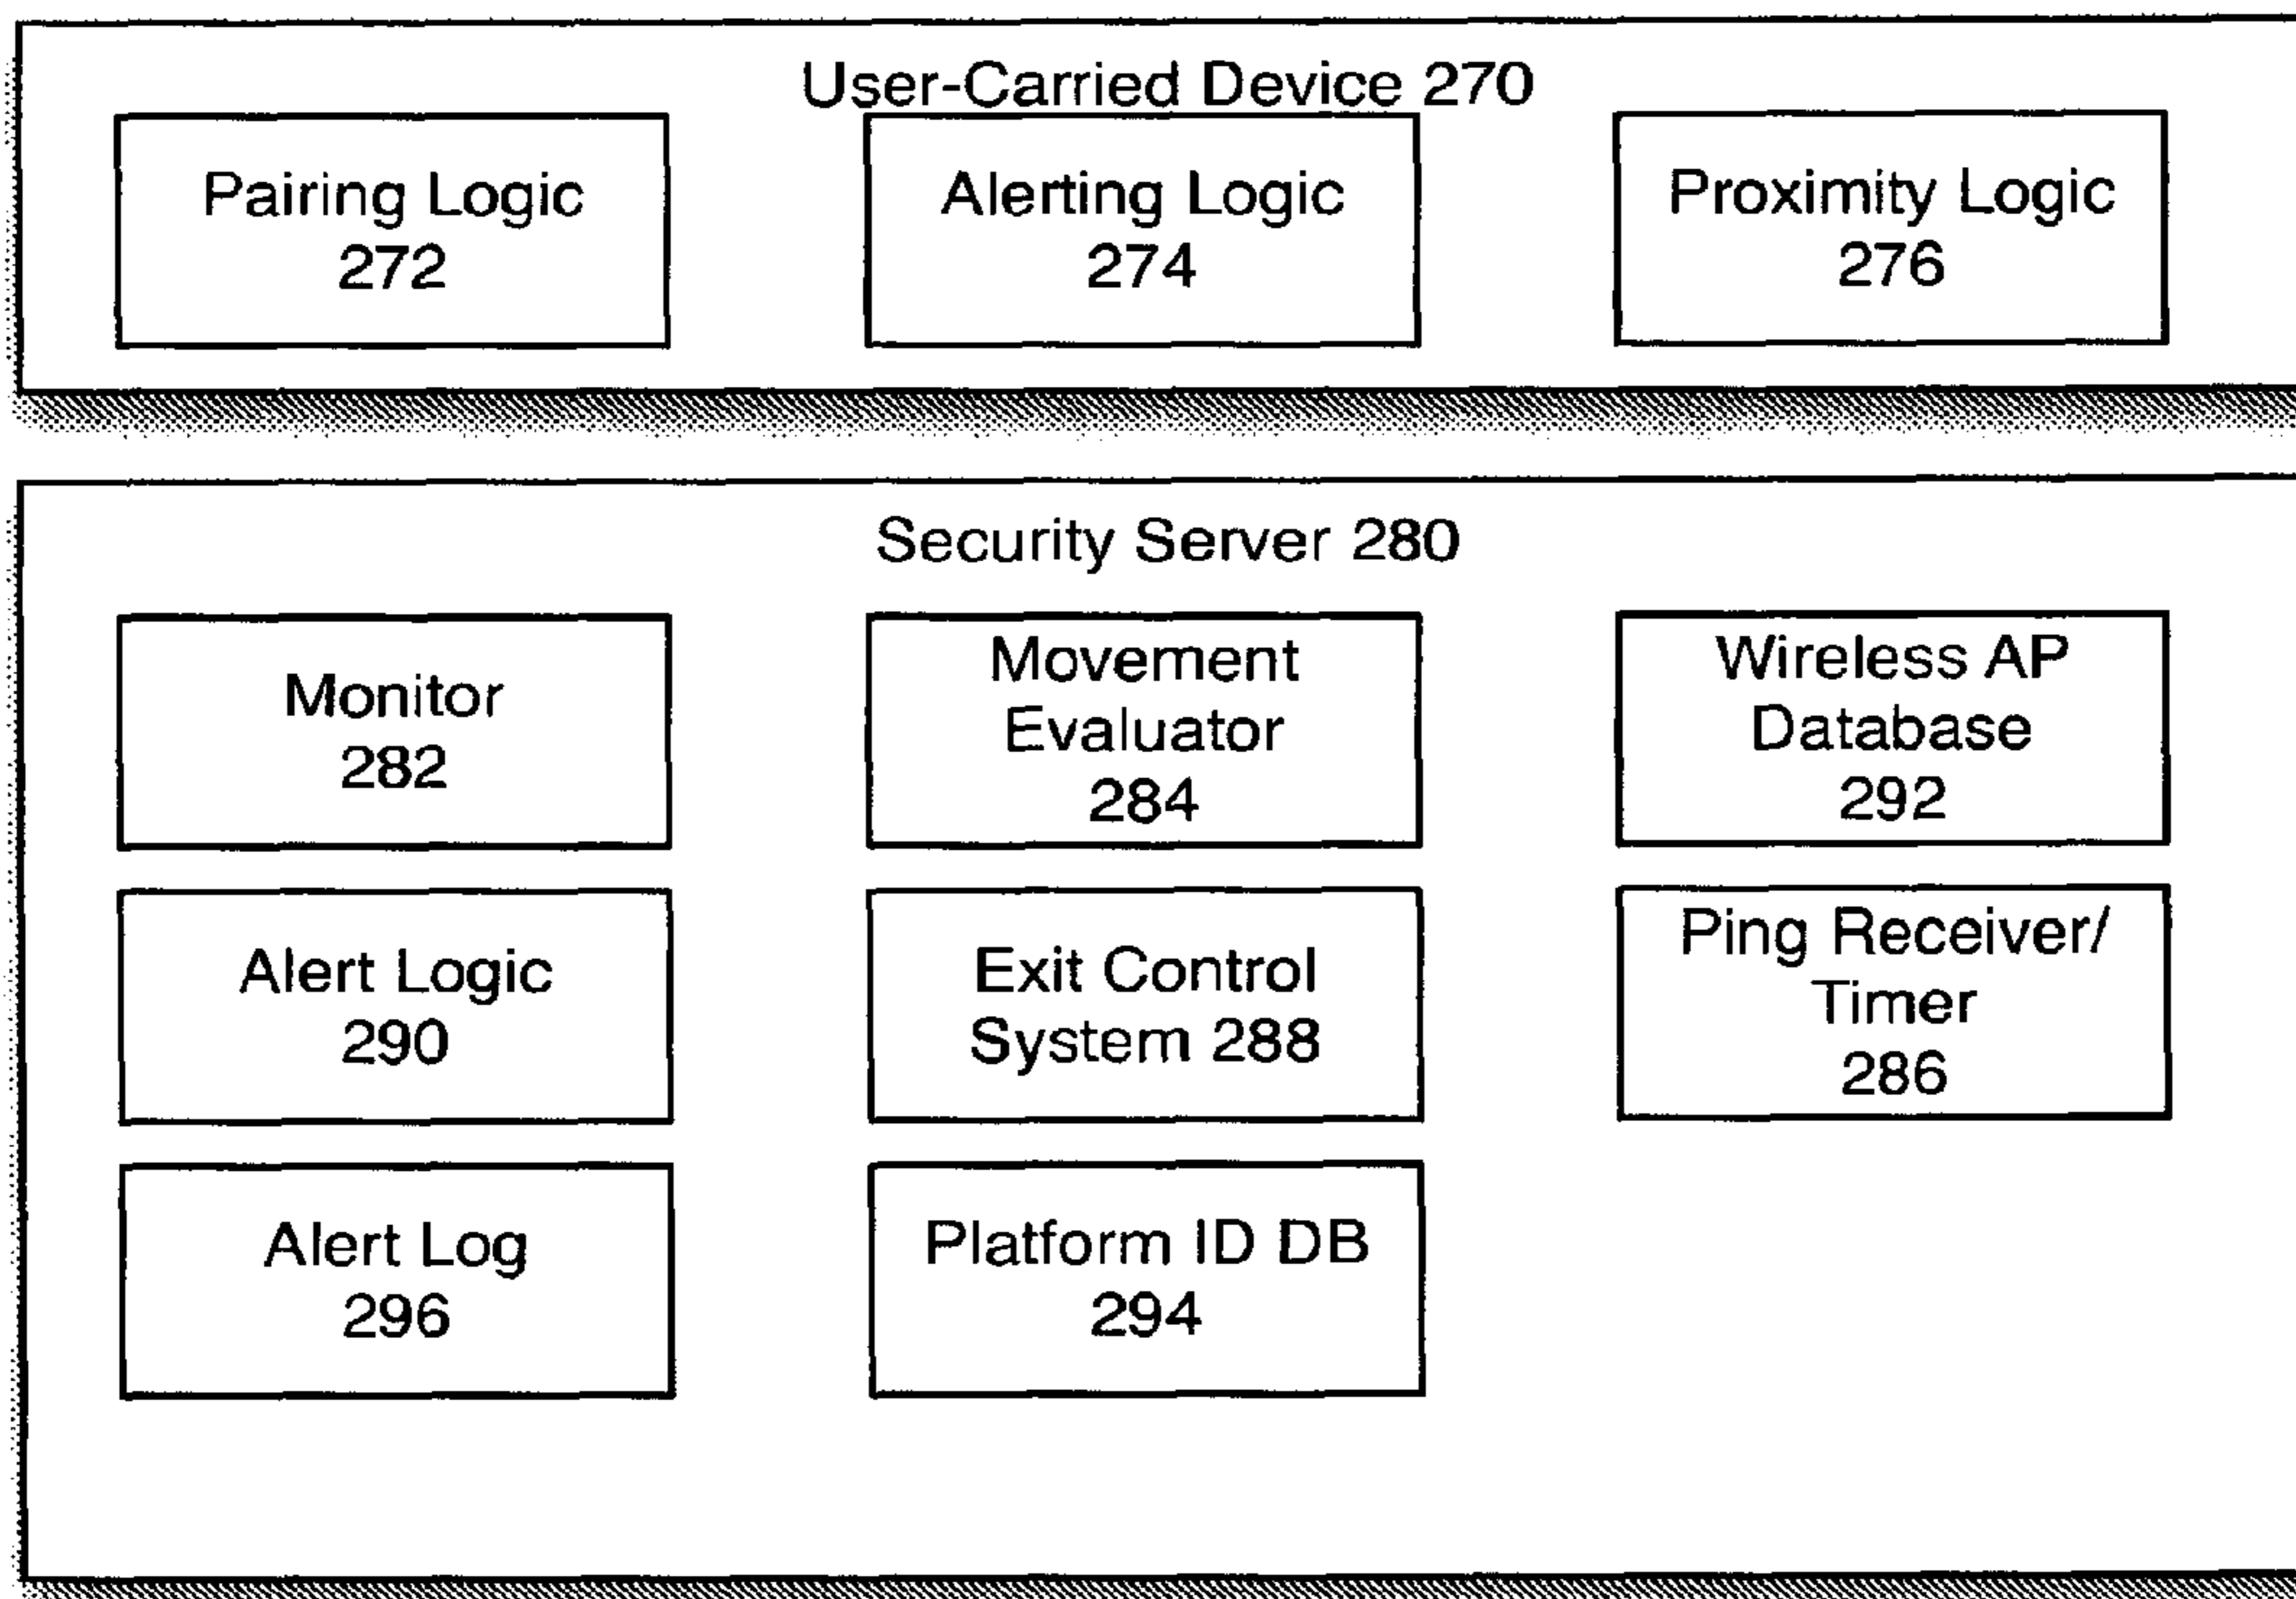 User-Carried Device 270
Pairing Logic
272
Alerting Logic
274
Proximity Logic
276
Security Server 280
Monitor
282
Movement
Evaluator
284
Wireless AP
Database
292
Alert Logic
290
Exit Control
System 288
Ping Receiver/
Timer
286
Alert Log
296
Platform ID DB
294